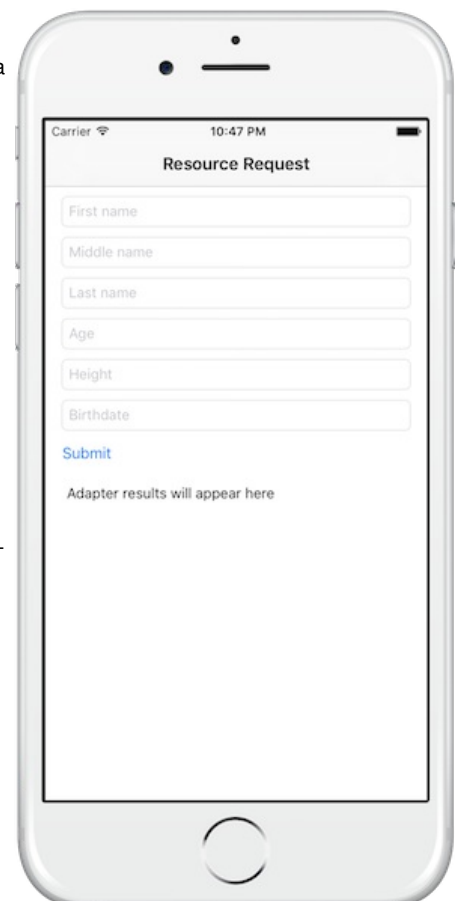 a
Carrier 10:47 PM
Resource Request
First name
Middle name
Last name
Age
Height
Birthdate
Submit
Adapter results will appear here
-